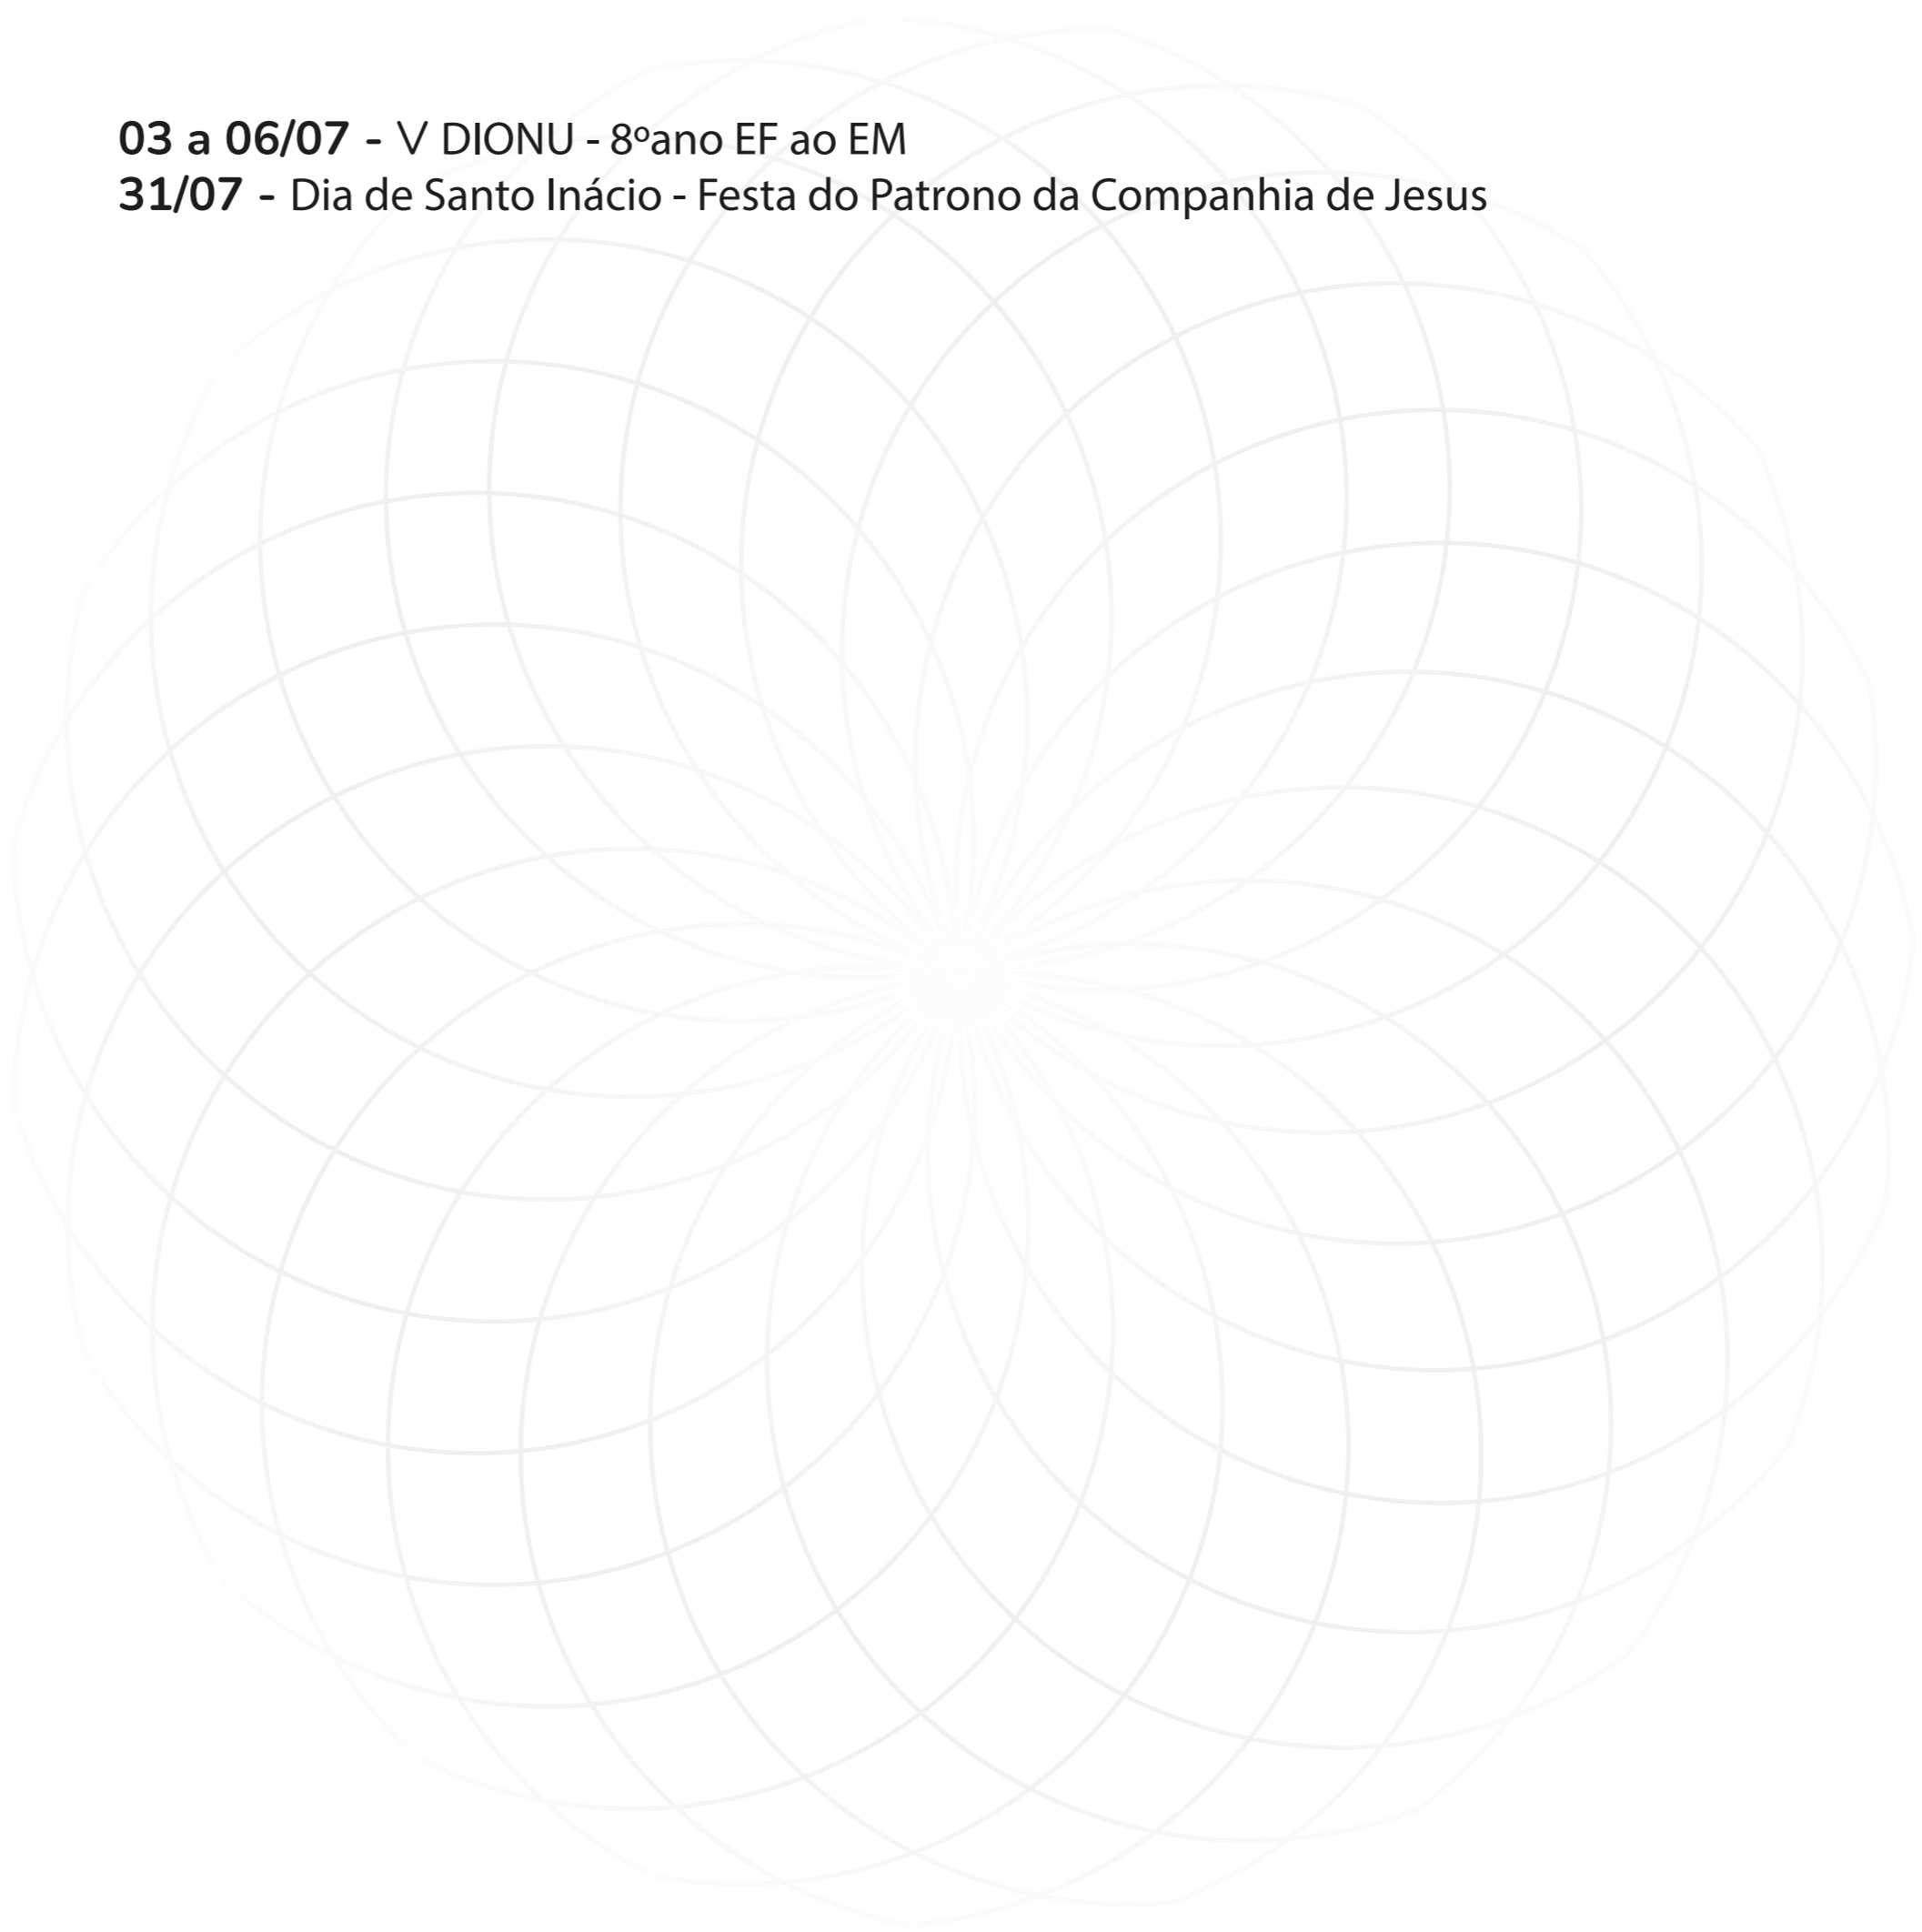 03 a 06/07 - V DIONU - 8ºano EF ao EM
31/07 - Dia de Santo Inácio - Festa do Patrono da Companhia de Jesus